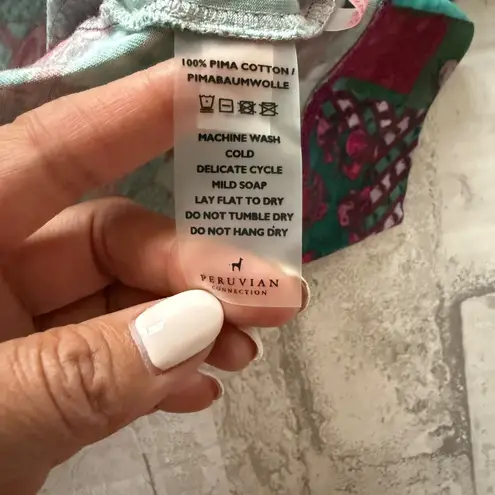 100% PIMA COTTON /
PIMABAUMWOLLE
MACHINE WASH
COLD
DELICATE CYCLE
MILD SOAP
LAY FLAT TO DRY
DO NOT TUMBLE DRY
DO NOT HANG DRY
PERUVIAN
CONNECTION